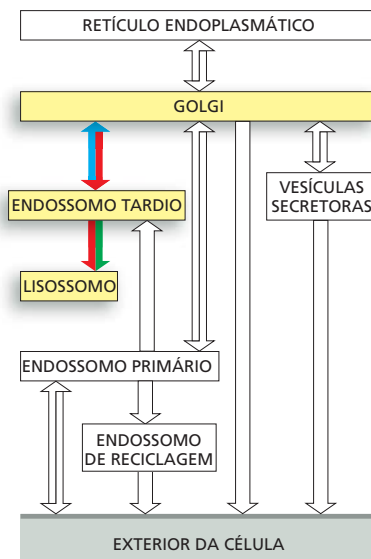 RETÍCULO ENDOPLASMÁTICO
GOLGI
ENDOSSOMO TARDIO
VESÍCULAS
SECRETORAS
LISOSSOMO
ENDOSSOMO PRIMÁRIO
ENDOSSOMO
DE RECICLAGEM
EXTERIOR DA CÉLULA